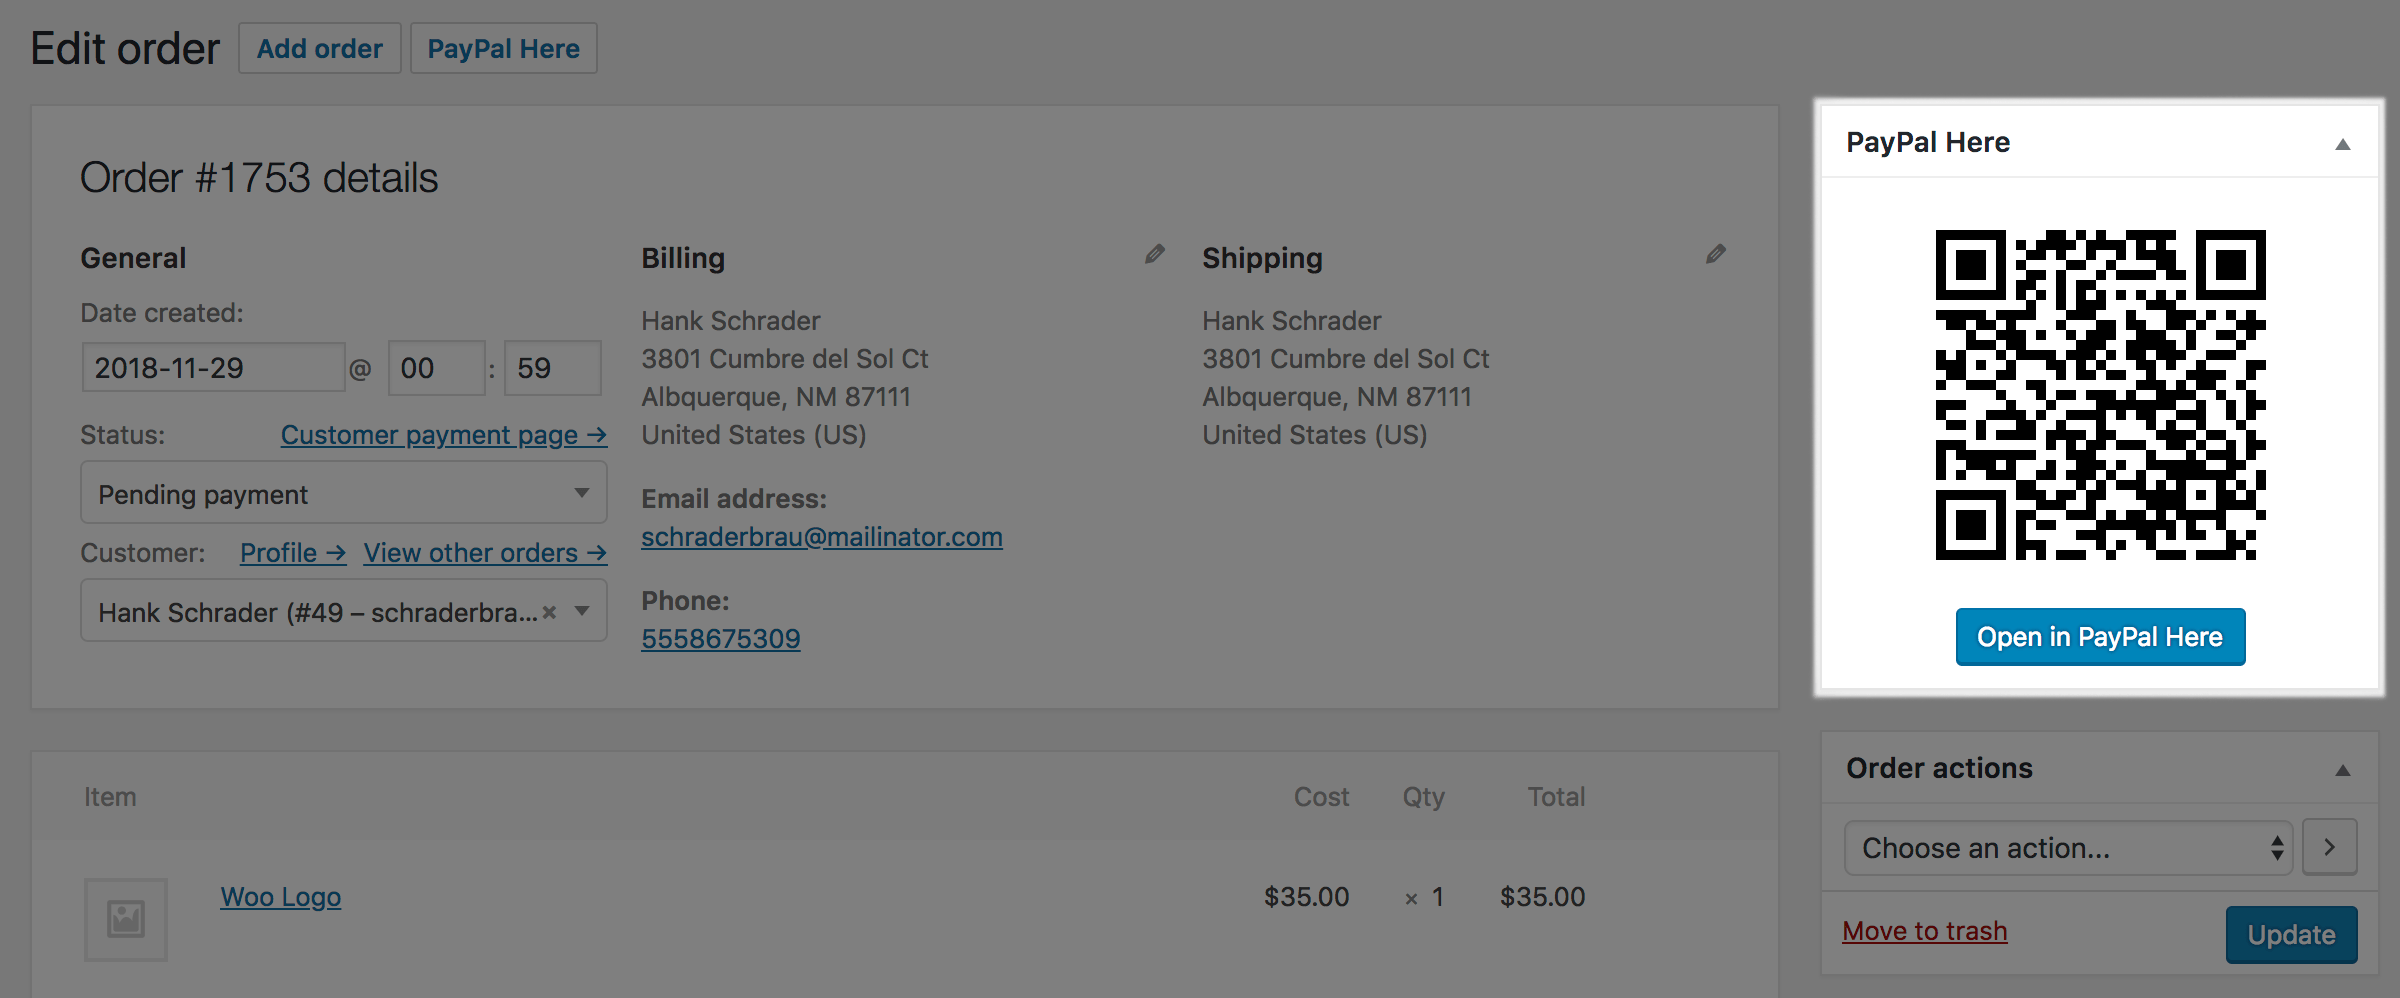 Edit order
Add order
PayPal Here
Order #1753 details
General
Date created:
2018-11-29 @ 00 : 59
Status: Customer payment page →
Pending payment
Customer: Profile → View other orders →
Hank Schrader (#49 – schraderbra... ×
Billing
Hank Schrader
3801 Cumbre del Sol Ct
Albquerque, NM 87111
United States (US)
Email address:
schraderbrau@mailinator.com
Phone:
5558675309
Shipping
Hank Schrader
3801 Cumbre del Sol Ct
Albquerque, NM 87111
United States (US)
PayPal Here
Open in PayPal Here
Item Cost Qty Total
Woo Logo $35.00 × 1 $35.00
Order actions
Choose an action...
Move to trash
Update